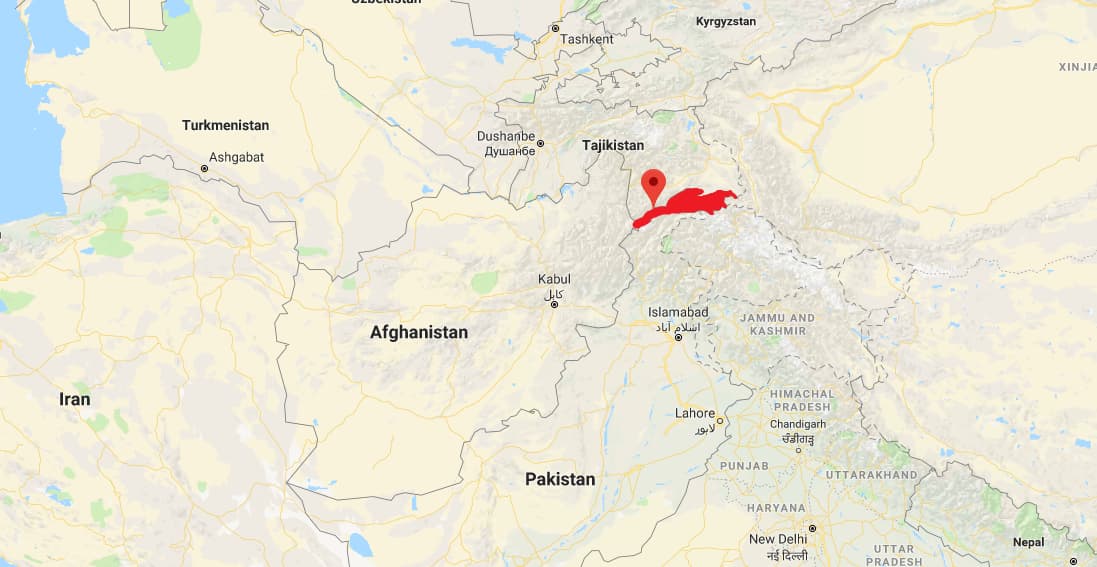 Uzbekistan
Kyrgyzstan
Tashkent
XINJIA
Turkmenistan
Dushanbe
Душанбе
Tajikistan
Ashgabat
Kabul
کابل
Islamabad
اسلام آباد
JAMMU AND
KASHMIR
Afghanistan
Iran
HIMACHAL
PRADESH
Lahore
لاہور
Chandigarh
ਚੰਡੀਗੜ੍ਹ
PUNJAB
UTTARAKHAND
Pakistan
HARYANA
New Delhi
नई दिल्ली
Nepal
UTTAR
PRADESH